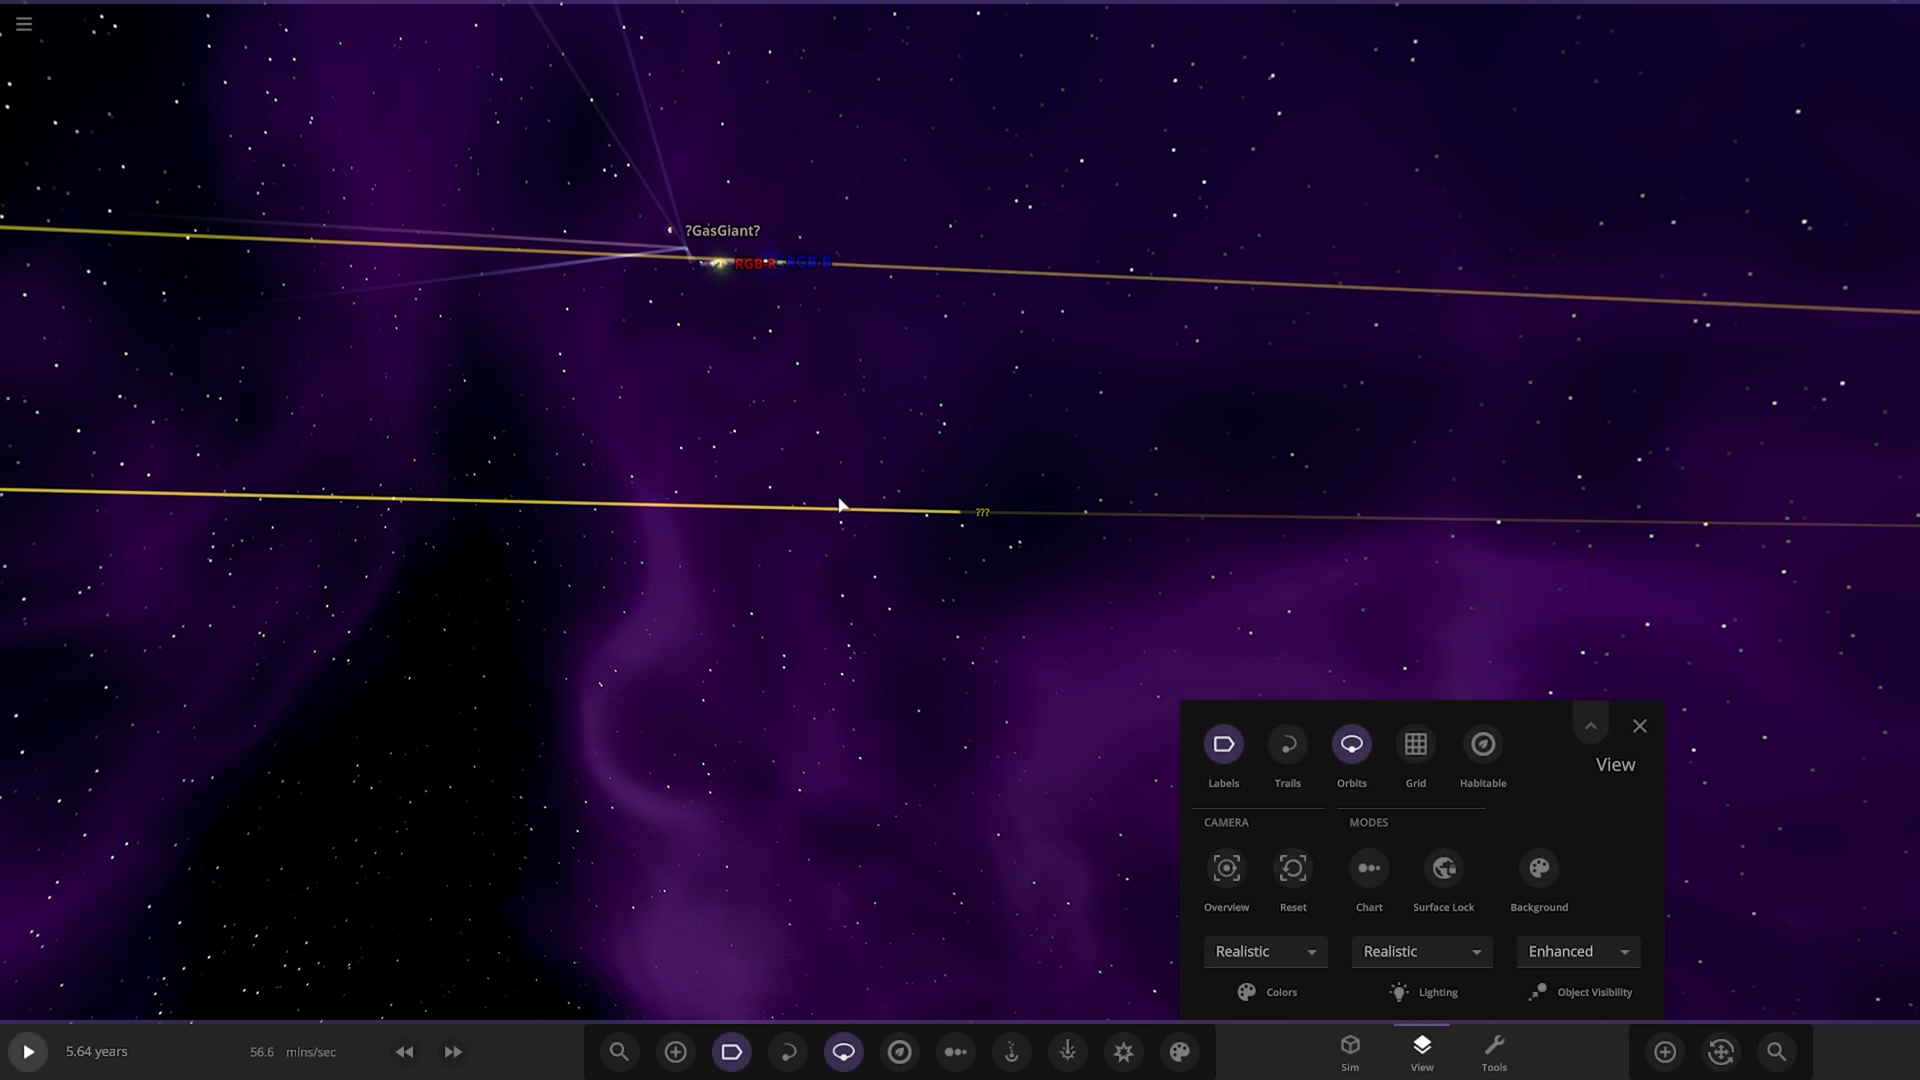 ?GasGiant?
RGB-R RGB-B
???
View
Labels Trails Orbits Grid Habitable
CAMERA MODES
Overview Reset Chart Surface Lock Background
Realistic Realistic Enhanced
Colors Lighting Object Visibility
5.64 years 56.6 mins/sec
Sim View Tools